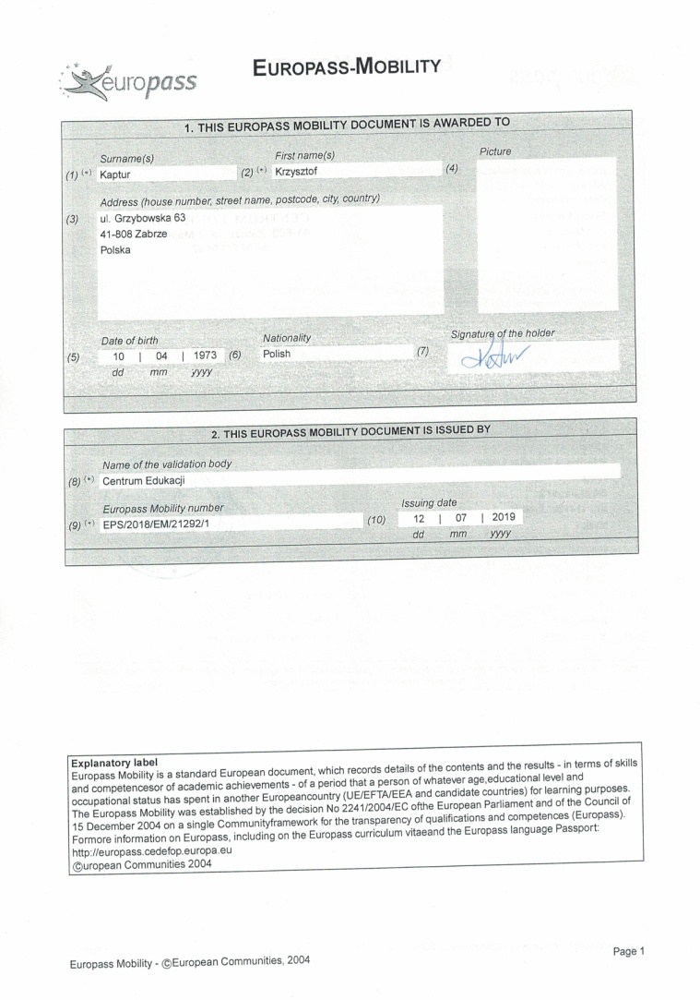 europass
EUROPASS-MOBILITY
1. THIS EUROPASS MOBILITY DOCUMENT IS AWARDED TO
Surname(s) First name(s) Picture
(1) (*) Kaptur (2) (*) Krzysztof (4)
Address (house number, street name, postcode, city, country)
(3) ul. Grzybowska 63
41-808 Zabrze
Polska
Date of birth Nationality Signature of the holder
(5) 10 | 04 | 1973 (6) Polish (7)
dd mm yyyy
2. THIS EUROPASS MOBILITY DOCUMENT IS ISSUED BY
Name of the validation body
(8) (*) Centrum Edukacji
Europass Mobility number Issuing date
(9) (*) EPS/2018/EM/21292/1 (10) 12 | 07 | 2019
dd mm yyyy
Explanatory label
Europass Mobility is a standard European document, which records details of the contents and the results - in terms of skills
and competencesor of academic achievements - of a period that a person of whatever age,educational level and
occupational status has spent in another Europeancountry (UE/EFTA/EEA and candidate countries) for learning purposes.
The Europass Mobility was established by the decision No 2241/2004/EC ofthe European Parliament and of the Council of
15 December 2004 on a single Communityframework for the transparency of qualifications and competences (Europass).
Formore information on Europass, including on the Europass curriculum vitaeand the Europass language Passport:
http://europass.cedefop.europa.eu
©uropean Communities 2004
Europass Mobility - ©European Communities, 2004 Page 1